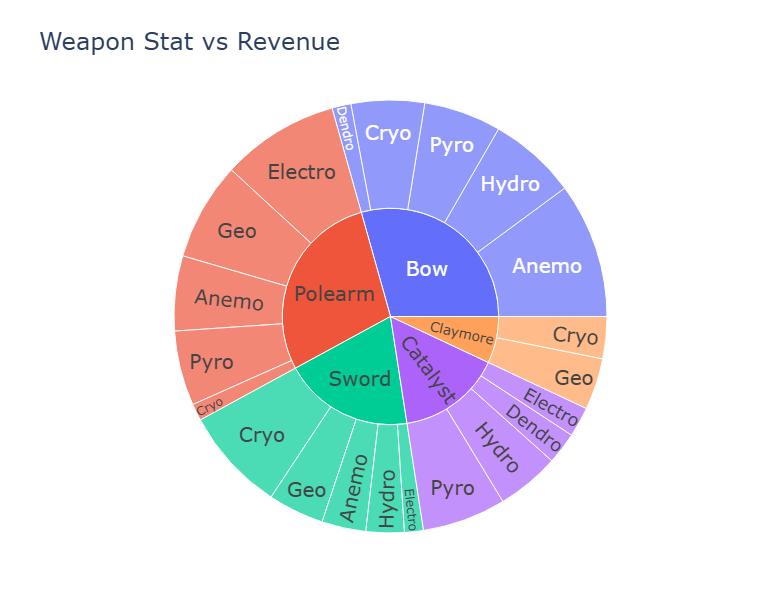 Weapon Stat vs Revenue
Bow
Anemo
Hydro
Pyro
Cryo
Dendro
Polearm
Electro
Geo
Anemo
Pyro
Cryo
Sword
Cryo
Geo
Anemo
Hydro
Electro
Catalyst
Pyro
Hydro
Dendro
Electro
Claymore
Geo
Cryo